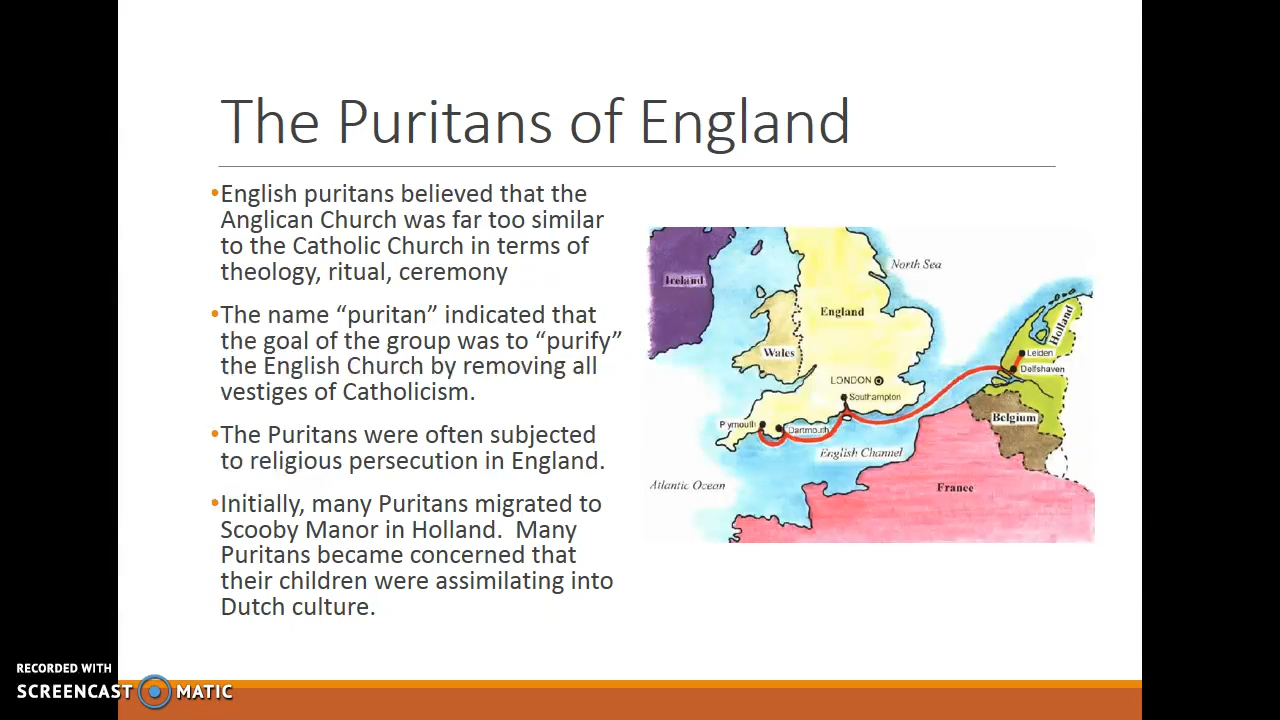 The Puritans of England
•English puritans believed that the
Anglican Church was far too similar
to the Catholic Church in terms of
theology, ritual, ceremony
•The name “puritan” indicated that
the goal of the group was to “purify”
the English Church by removing all
vestiges of Catholicism.
•The Puritans were often subjected
to religious persecution in England.
•Initially, many Puritans migrated to
Scooby Manor in Holland.  Many
Puritans became concerned that
their children were assimilating into
Dutch culture.
North Sea
Ireland
England
Holland
Wales
Leiden
Delfshaven
LONDON
Southampton
Belgium
Plymouth
Dartmouth
English Channel
Atlantic Ocean
France
RECORDED WITH
SCREENCAST MATIC